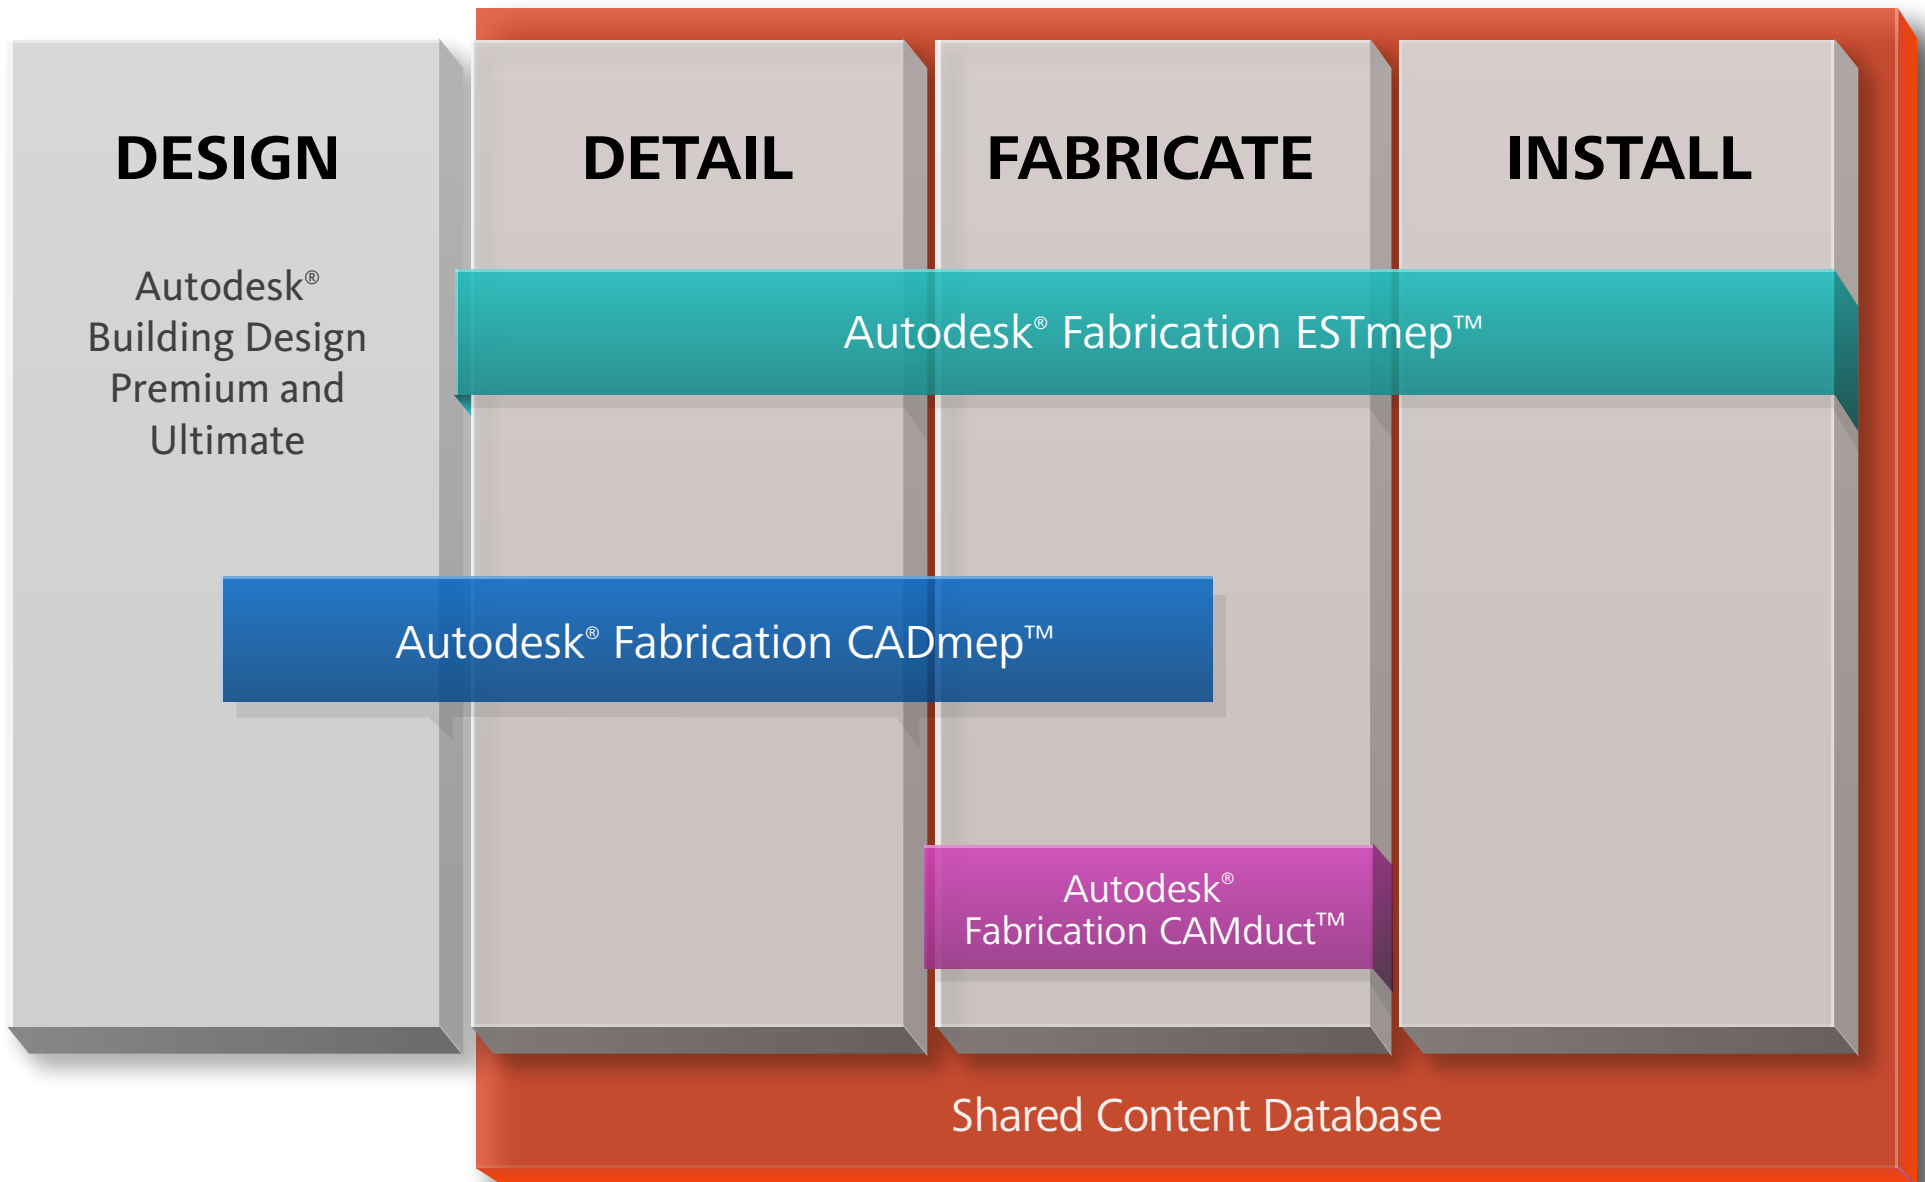 DESIGN
DETAIL
FABRICATE
INSTALL
Autodesk®
Building Design
Premium and
Ultimate
Autodesk® Fabrication ESTmep™
Autodesk® Fabrication CADmep™
Autodesk®
Fabrication CAMduct™
Shared Content Database